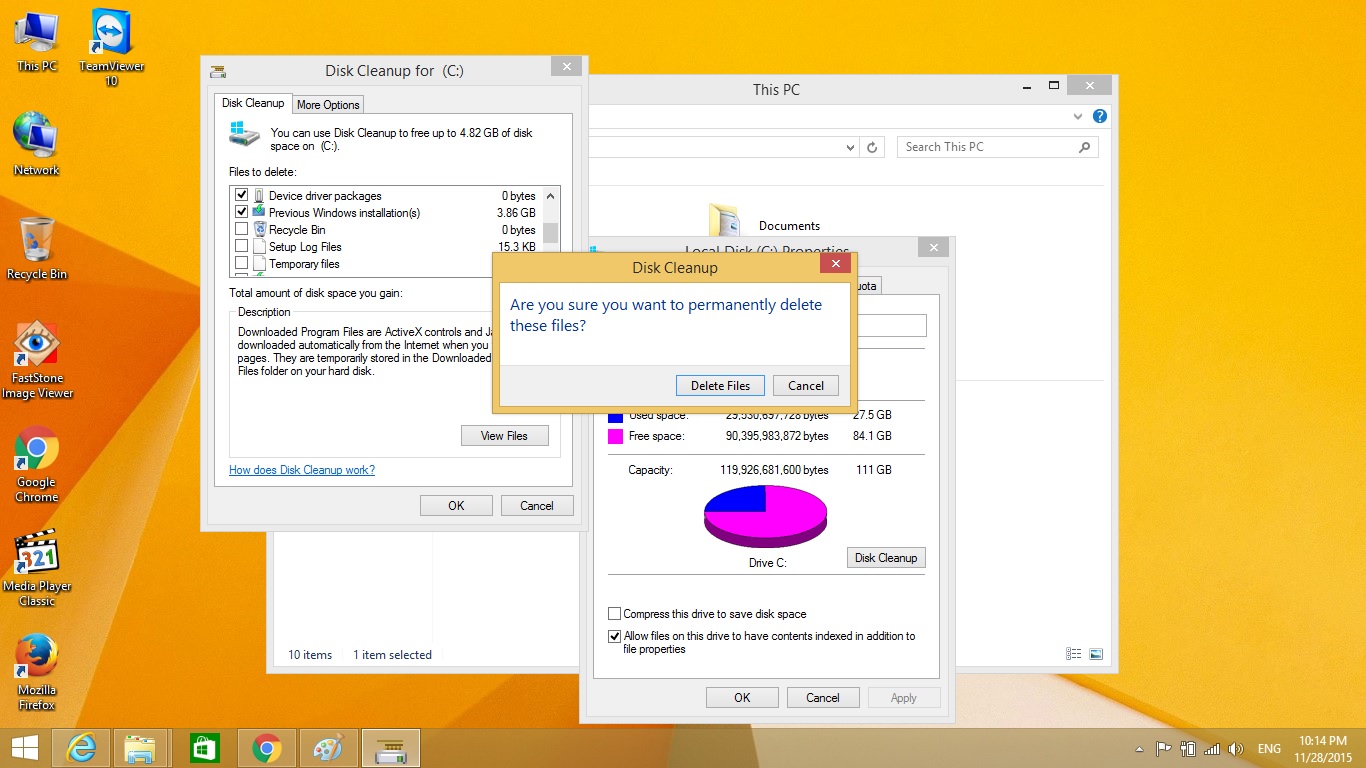 This PC
TeamViewer
10
Network
Recycle Bin
FastStone
Image Viewer
Google
Chrome
321
Media Player
Classic
Mozilla
Firefox
Disk Cleanup for (C:)
Disk Cleanup
More Options
You can use Disk Cleanup to free up to 4.82 GB of disk
space on (C:).
Files to delete:
Device driver packages 0 bytes
Previous Windows installation(s) 3.86 GB
Recycle Bin 0 bytes
Setup Log Files 15.3 KB
Temporary files
Total amount of disk space you gain:
Description
Downloaded Program Files are ActiveX controls and Ja
downloaded automatically from the Internet when you
pages. They are temporarily stored in the Downloaded
Files folder on your hard disk.
View Files
How does Disk Cleanup work?
OK
Cancel
This PC
Search This PC
Documents
10 items
1 item selected
Local Disk (C:) Properties
uota
Disk Cleanup
Are you sure you want to permanently delete
these files?
Delete Files
Cancel
Used space: 29,530,697,728 bytes 27.5 GB
Free space: 90,395,983,872 bytes 84.1 GB
Capacity: 119,926,681,600 bytes 111 GB
Drive C:
Disk Cleanup
Compress this drive to save disk space
Allow files on this drive to have contents indexed in addition to
file properties
OK
Cancel
Apply
ENG
10:14 PM
11/28/2015